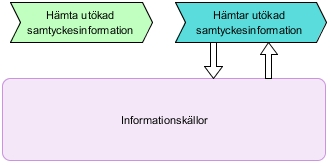 Hämta utökad
samtyckesinformation
Hämtar utökad
samtyckesinformation
Informationskällor